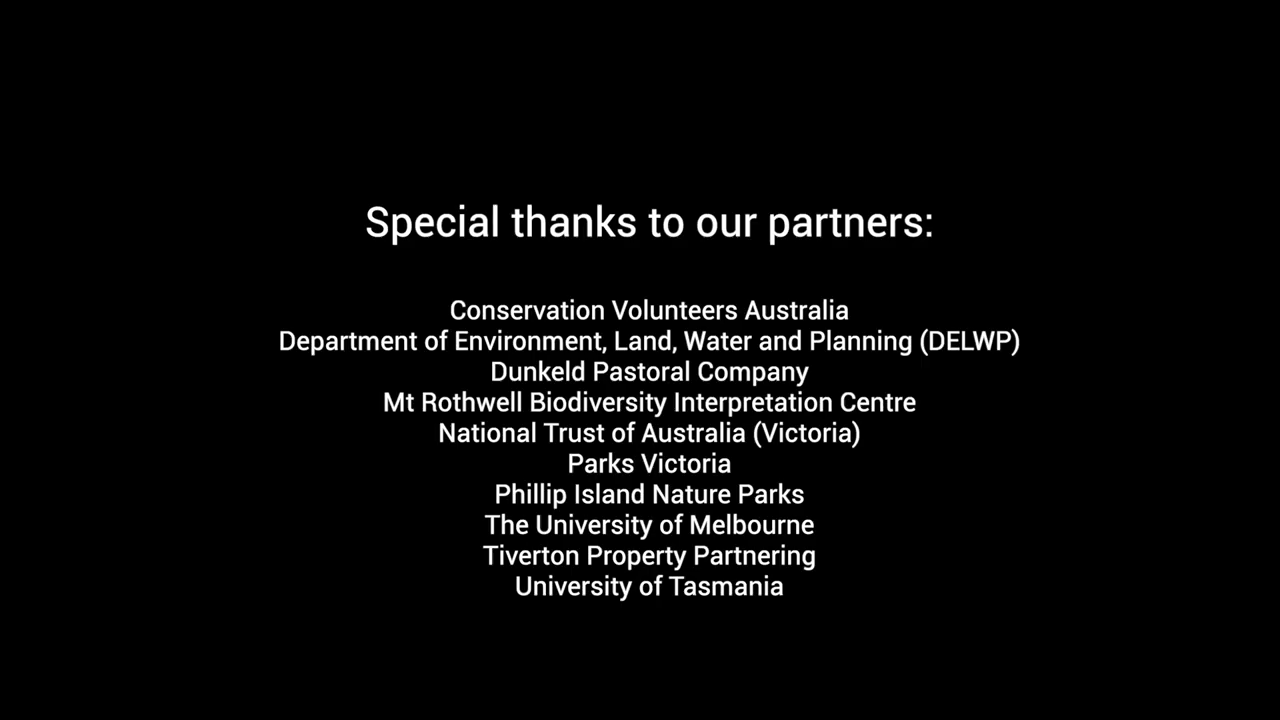 Special thanks to our partners:
Conservation Volunteers Australia
Department of Environment, Land, Water and Planning (DELWP)
Dunkeld Pastoral Company
Mt Rothwell Biodiversity Interpretation Centre
National Trust of Australia (Victoria)
Parks Victoria
Phillip Island Nature Parks
The University of Melbourne
Tiverton Property Partnering
University of Tasmania